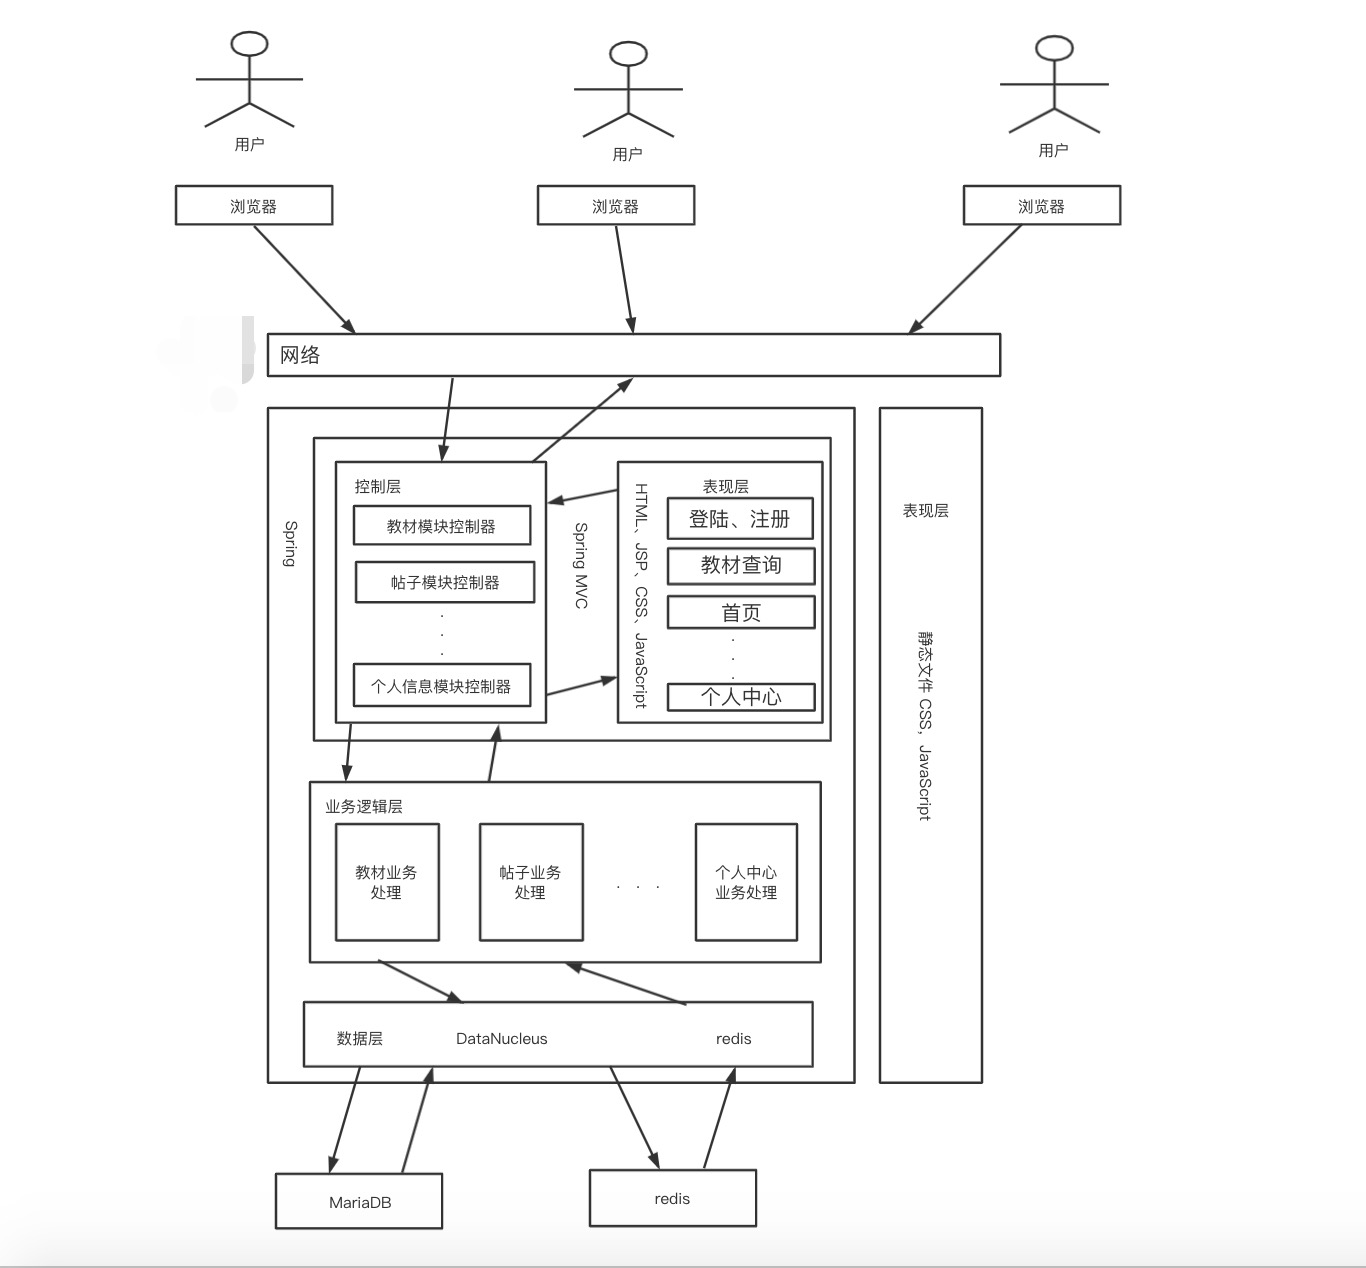 用户
用户
用户
浏览器
浏览器
浏览器
网络
Spring
控制层
教材模块控制器
帖子模块控制器
·
·
·
个人信息模块控制器
Spring MVC
HTML、JSP、CSS、JavaScript
表现层
登陆、注册
教材查询
首页
·
·
·
个人中心
表现层
静态文件 CSS，JavaScript
业务逻辑层
教材业务
处理
帖子业务
处理
· · ·
个人中心
业务处理
数据层
DataNucleus
redis
MariaDB
redis